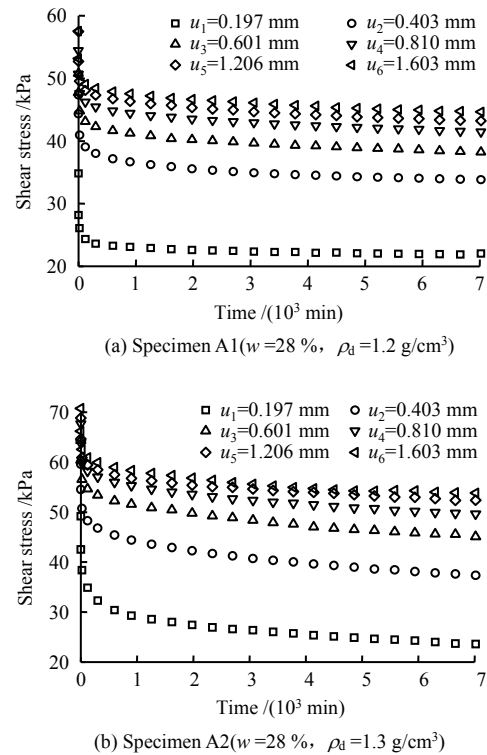 60
50
40
30
20
Shear stress /kPa
u1=0.197 mm u2=0.403 mm
u3=0.601 mm u4=0.810 mm
u5=1.206 mm u6=1.603 mm
0 1 2 3 4 5 6 7
Time /(10³ min)
(a) Specimen A1(w =28 %, ρd =1.2 g/cm³)
70
60
50
40
30
20
Shear stress /kPa
u1=0.197 mm u2=0.403 mm
u3=0.601 mm u4=0.810 mm
u5=1.206 mm u6=1.603 mm
0 1 2 3 4 5 6 7
Time /(10³ min)
(b) Specimen A2(w =28 %, ρd =1.3 g/cm³)